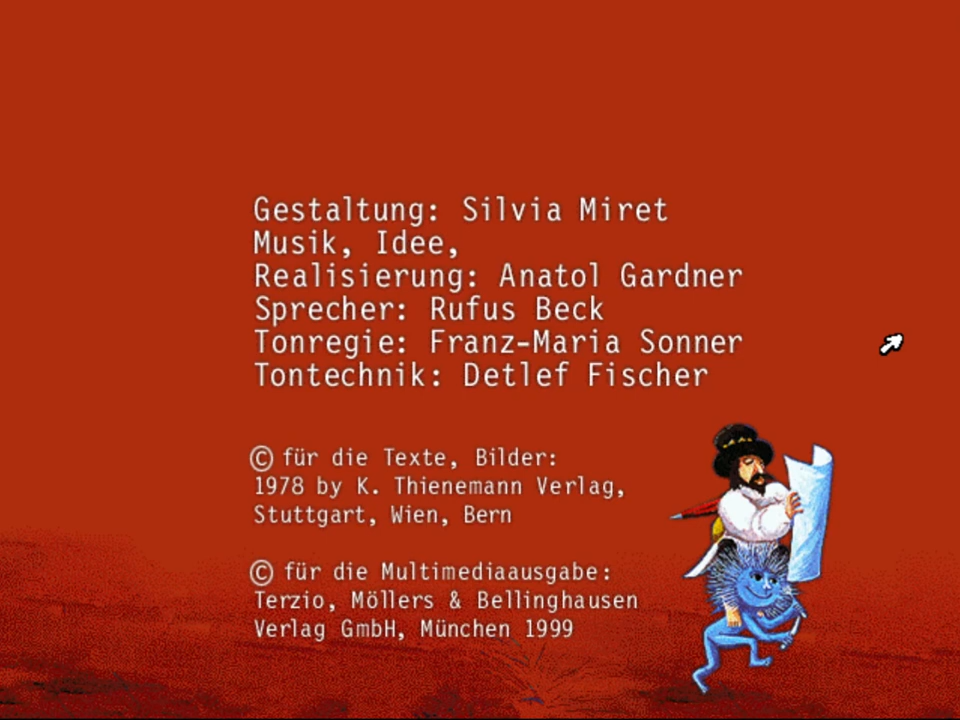 Gestaltung: Silvia Miret
Musik, Idee,
Realisierung: Anatol Gardner
Sprecher: Rufus Beck
Tonregie: Franz-Maria Sonner
Tontechnik: Detlef Fischer
© für die Texte, Bilder:
1978 by K. Thienemann Verlag,
Stuttgart, Wien, Bern
© für die Multimediaausgabe:
Terzio, Möllers & Bellinghausen
Verlag GmbH, München 1999